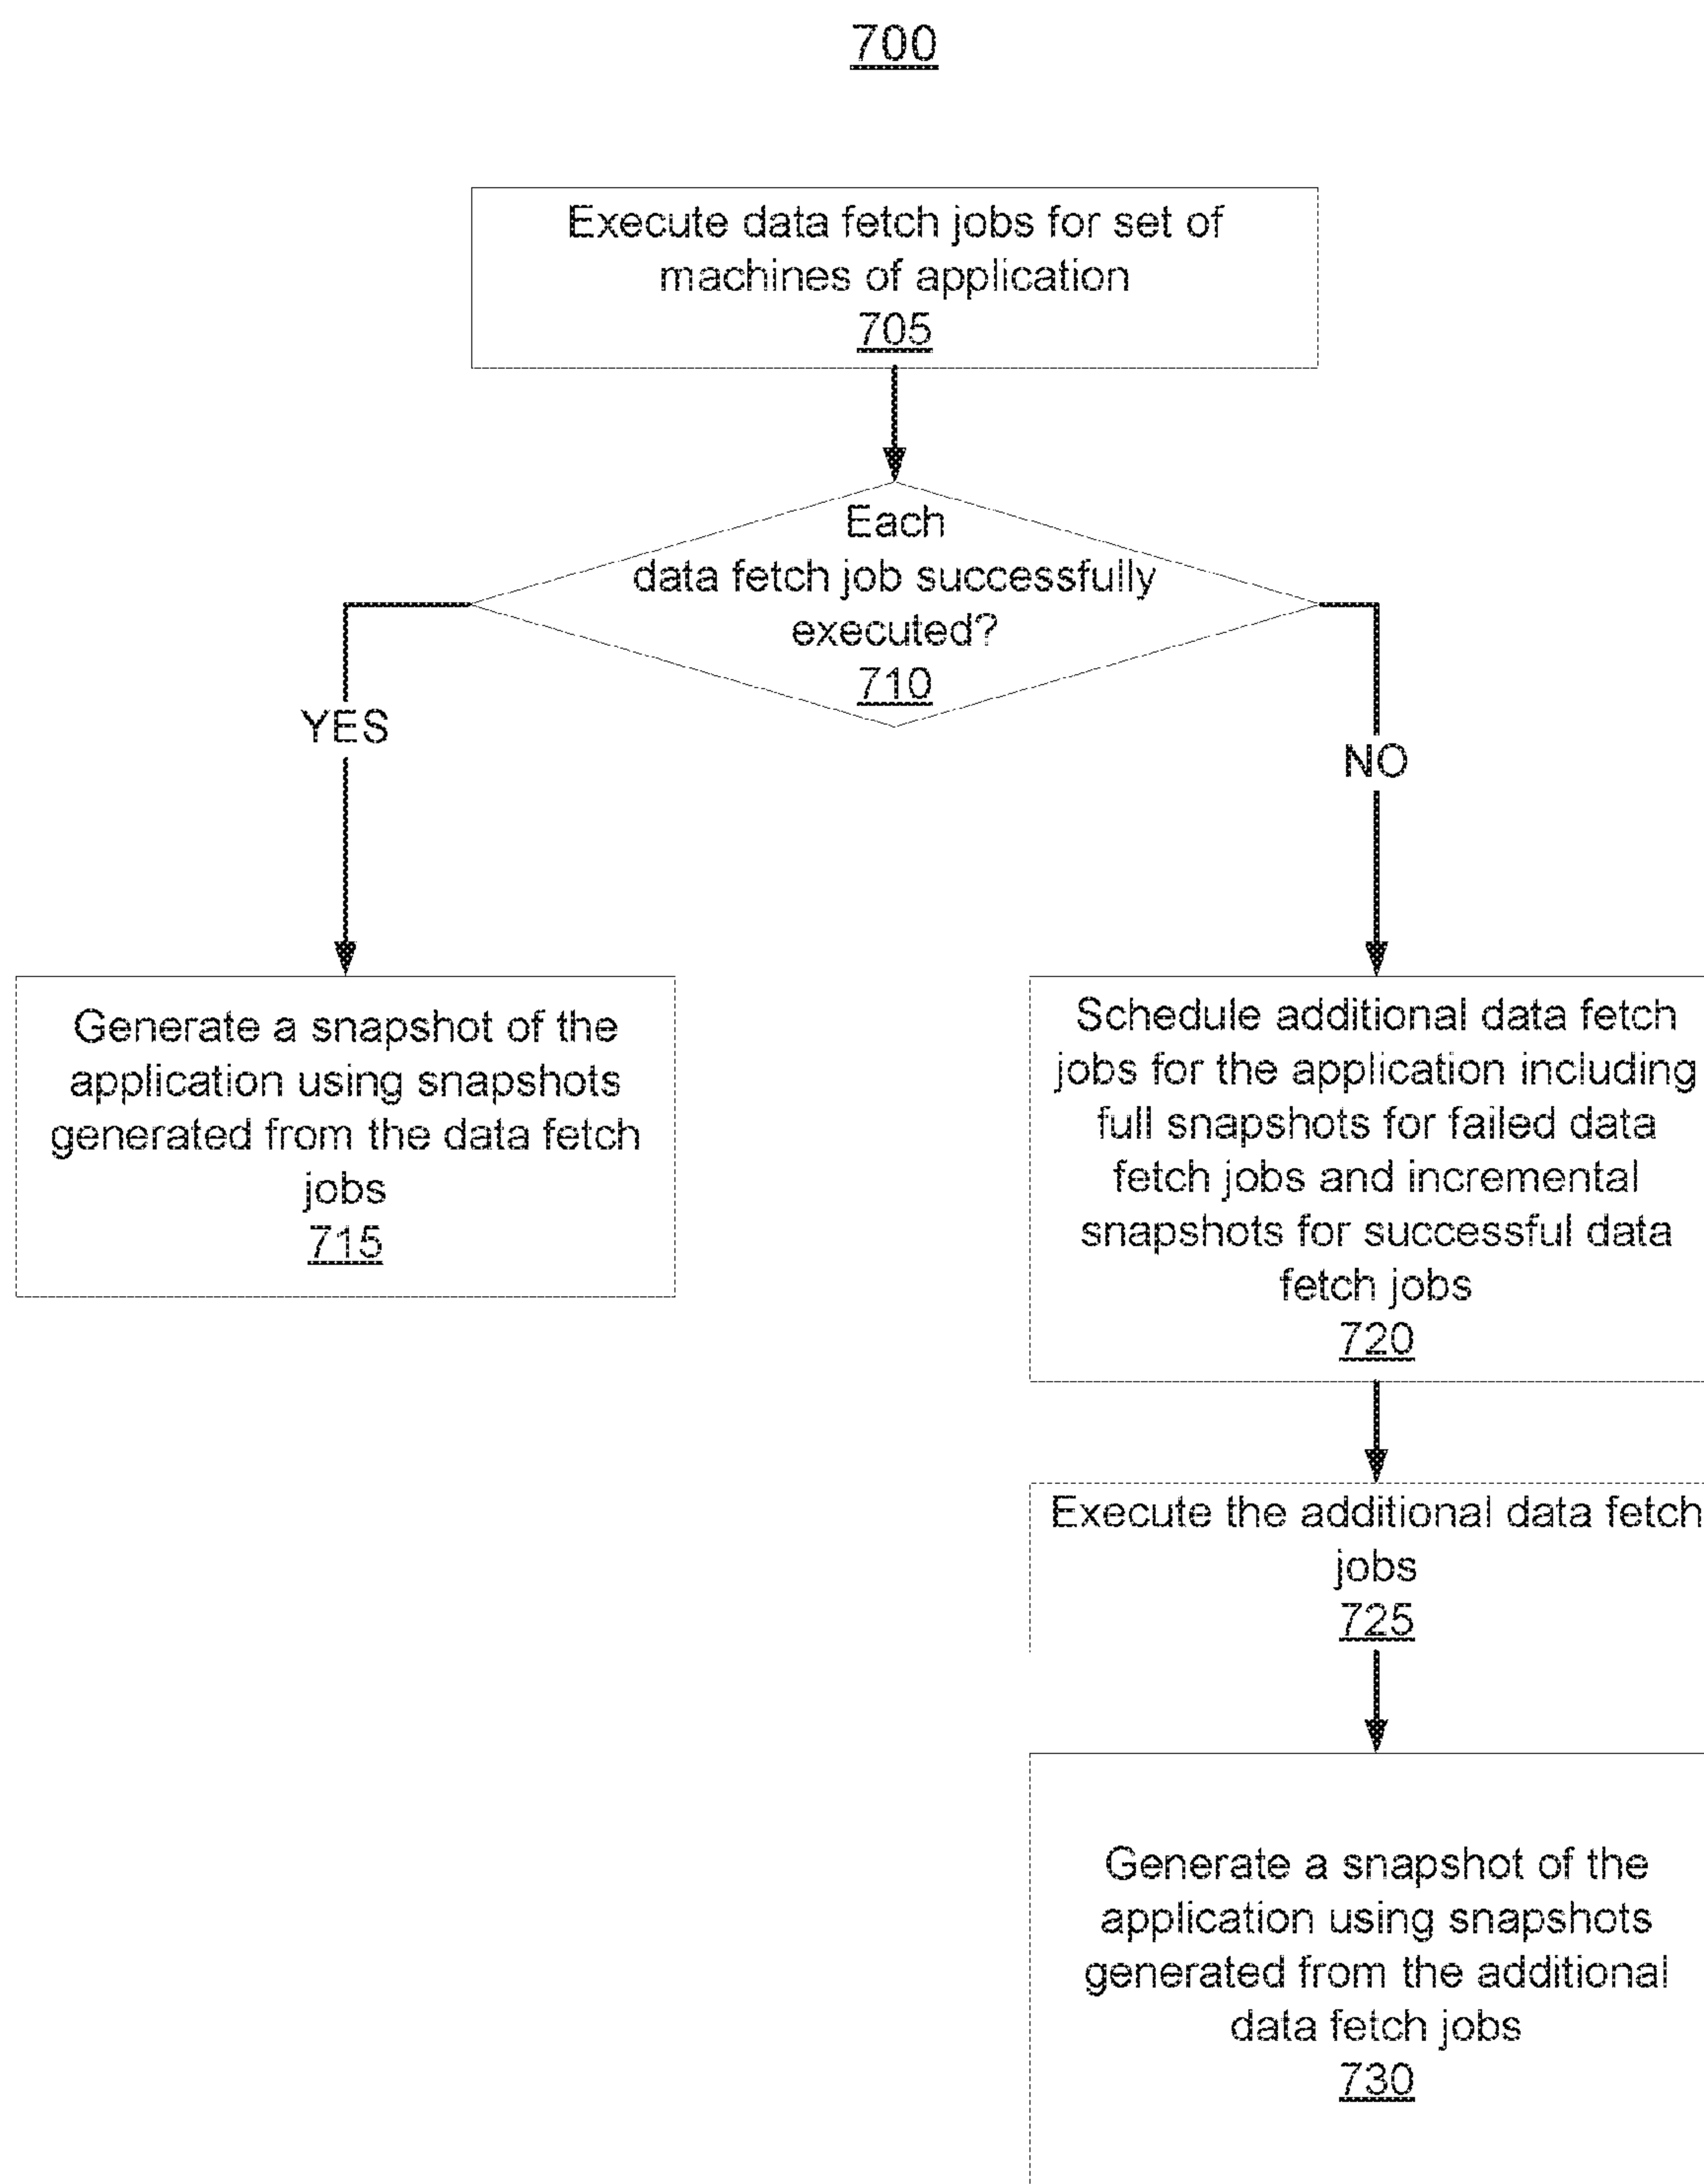 700
Execute data fetch jobs for set of
machines of application
705
Each
data fetch job successfully
executed?
710
YES
NO
Generate a snapshot of the
application using snapshots
generated from the data fetch
jobs
715
Schedule additional data fetch
jobs for the application including
full snapshots for failed data
fetch jobs and incremental
snapshots for successful data
fetch jobs
720
Execute the additional data fetch
jobs
725
Generate a snapshot of the
application using snapshots
generated from the additional
data fetch jobs
730